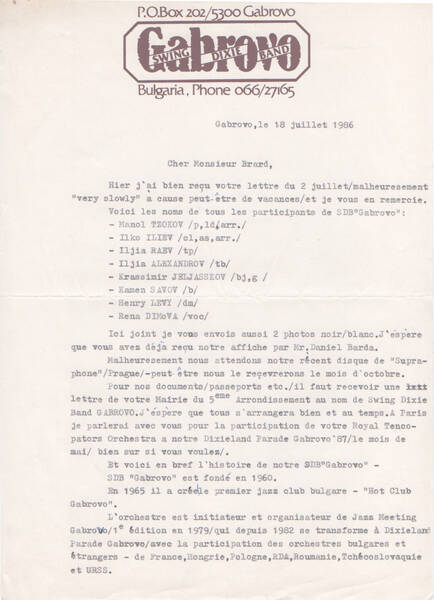 P.O.Box 202/5300 Gabrovo
Gabrovo
SWING DIXIE BAND
Bulgaria, Phone 066/27165
Gabrovo,le 18 juillet 1986
Cher Monsieur Brard,
Hier j'ai bien reçu votre lettre du 2 juillet/malheuresement
"very slowly" à cause peut-être de vacances/et je vous en remercie.
Voici les noms de tous les participants de SDB"Gabrovo":
- Manol TZOKOV /p,ld,arr./
- Ilko ILIEV /cl,as,arr./
- Iljia RAEV /tp/
- Iljia ALEXANDROV /tb/
- Krassimir JELJASSKOV /bj,g /
- Kamen SAVOV /b/
- Henry LEVY /dm/
- Rena DIMOVA /voc/
Ici joint je vous envois aussi 2 photos noir/blanc.J'éspère
que vous avez dèjà reçu notre affiche par Mr.Daniel Barda.
Malheuresement nous attendons notre récent disque de "Supra-
phone"/Prague/-peut être nous le reçevrerons le mois d'octobre.
Pour nos documents/passeports etc./il faut recevoir une
lettre de votre Mairie du 5eme Arrondissement au nom de Swing Dixie
Band GABROVO.J'éspère que tous s'arrangera bien et au temps.A Paris
je parlerai avec vous pour la participation de votre Royal Tenco-
pators Orchestra a notre Dixieland Parade Gabrovo'87/le mois de
mai/ bien sur si vous voulez/.
Et voici en bref l'histoire de notre SDB"Gabrovo" -
SDB "Gabrovo" est fondé en 1960.
En 1965 il a créé le premier jazz club bulgare - "Hot Club
Gabrovo".
L'orchestre est initiateur et organisateur de Jazz Meeting
Gabrovo/1e édition en 1979/qui depuis 1982 se transforme à Dixieland
Parade Gabrovo/avec la participation des orchestres bulgares et
étrangers - de France,Hongrie,Pologne,RDA,Roumanie,Tchécoslovaquie
et URSS.